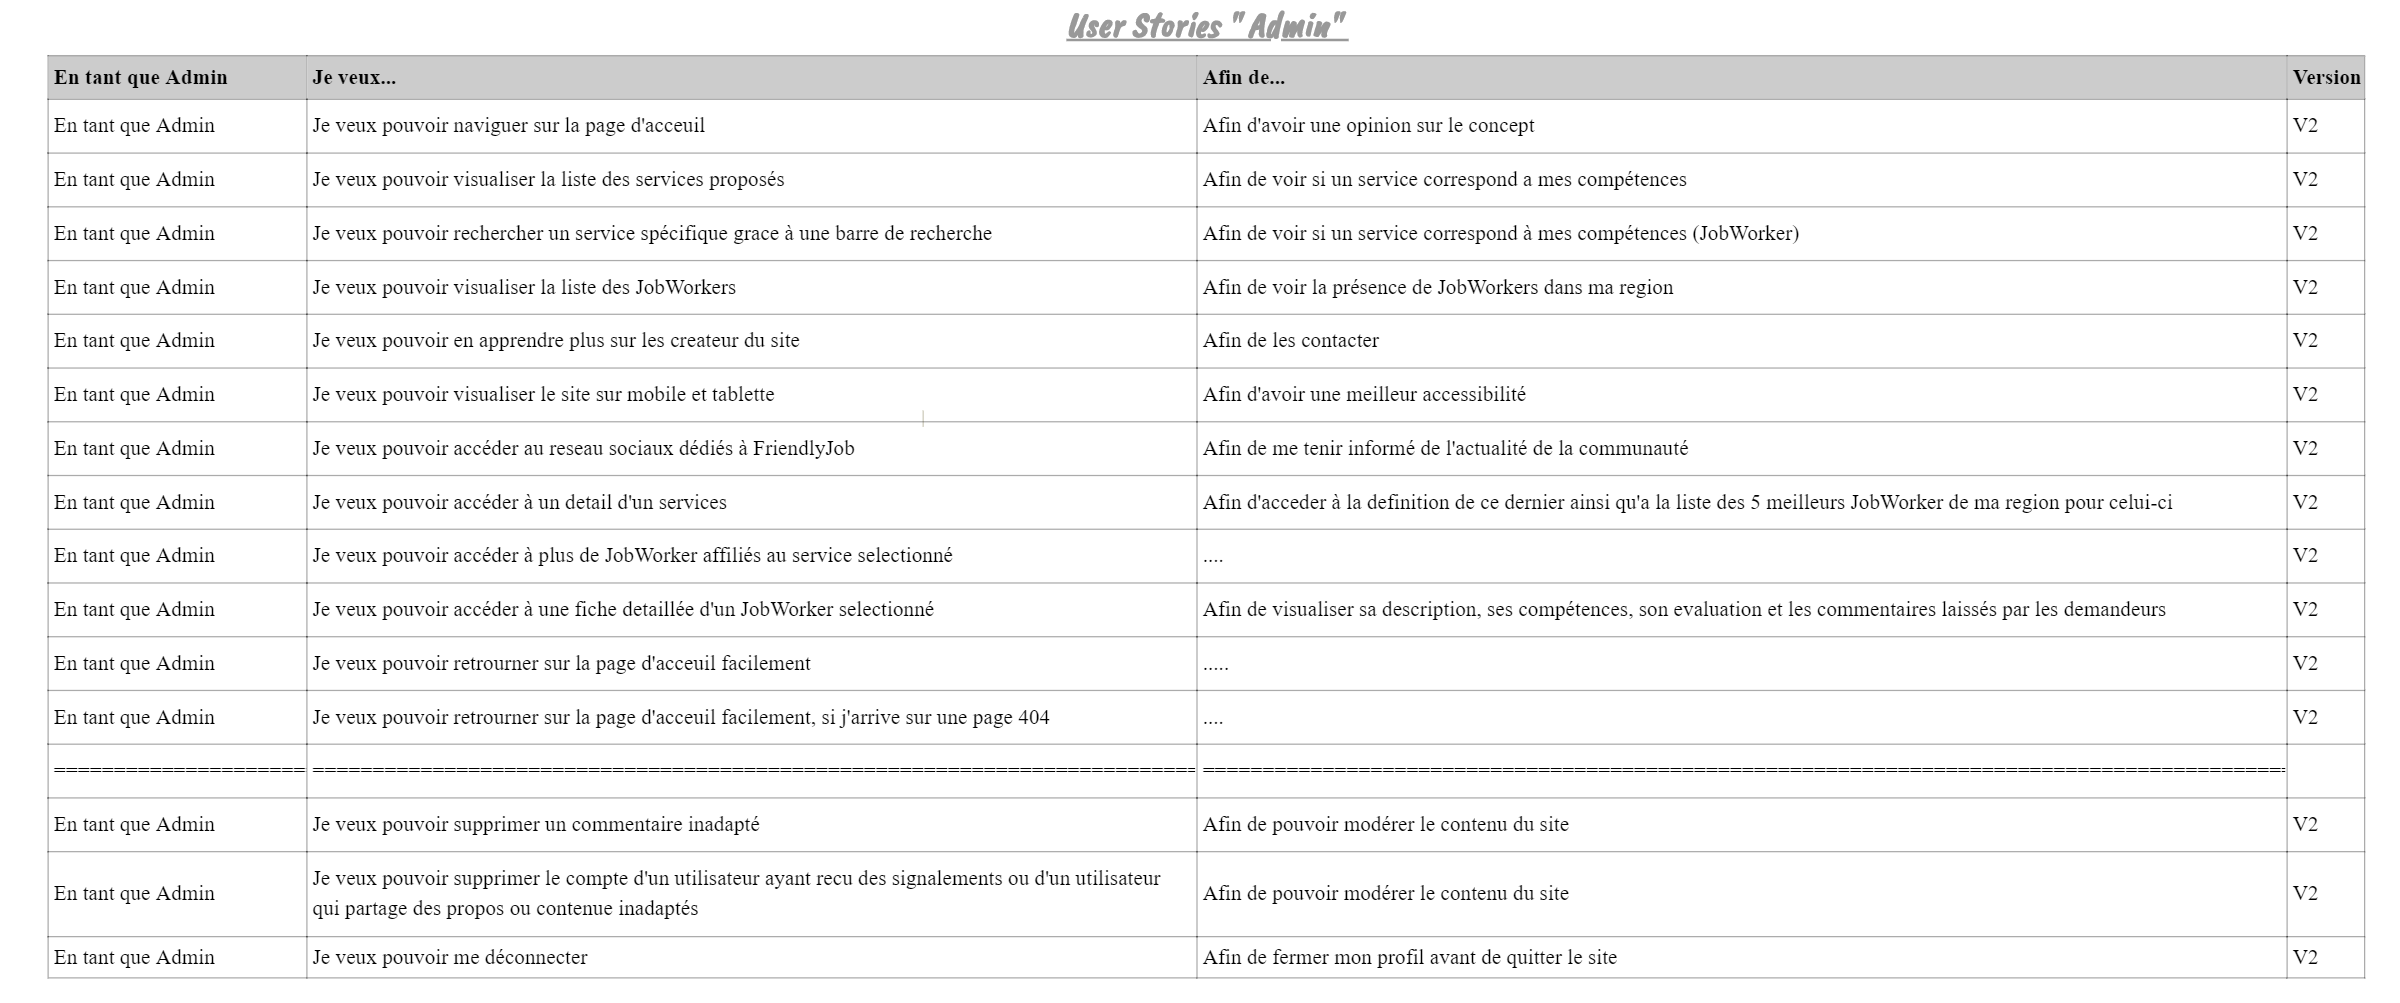 User Stories " Admin"
En tant que Admin Je veux... Afin de... Version
En tant que Admin Je veux pouvoir naviguer sur la page d'acceuil Afin d'avoir une opinion sur le concept V2
En tant que Admin Je veux pouvoir visualiser la liste des services proposés Afin de voir si un service correspond a mes compétences V2
En tant que Admin Je veux pouvoir rechercher un service spécifique grace à une barre de recherche Afin de voir si un service correspond à mes compétences (JobWorker) V2
En tant que Admin Je veux pouvoir visualiser la liste des JobWorkers Afin de voir la présence de JobWorkers dans ma region V2
En tant que Admin Je veux pouvoir en apprendre plus sur les createur du site Afin de les contacter V2
En tant que Admin Je veux pouvoir visualiser le site sur mobile et tablette Afin d'avoir une meilleur accessibilité V2
En tant que Admin Je veux pouvoir accéder au reseau sociaux dédiés à FriendlyJob Afin de me tenir informé de l'actualité de la communauté V2
En tant que Admin Je veux pouvoir accéder à un detail d'un services Afin d'acceder à la definition de ce dernier ainsi qu'a la liste des 5 meilleurs JobWorker de ma region pour celui-ci V2
En tant que Admin Je veux pouvoir accéder à plus de JobWorker affiliés au service selectionné .... V2
En tant que Admin Je veux pouvoir accéder à une fiche detaillée d'un JobWorker selectionné Afin de visualiser sa description, ses compétences, son evaluation et les commentaires laissés par les demandeurs V2
En tant que Admin Je veux pouvoir retrourner sur la page d'acceuil facilement ..... V2
En tant que Admin Je veux pouvoir retrourner sur la page d'acceuil facilement, si j'arrive sur une page 404 .... V2
===================== ========================================================================== ===========================================================================================
En tant que Admin Je veux pouvoir supprimer un commentaire inadapté Afin de pouvoir modérer le contenu du site V2
En tant que Admin Je veux pouvoir supprimer le compte d'un utilisateur ayant recu des signalements ou d'un utilisateur
qui partage des propos ou contenue inadaptés Afin de pouvoir modérer le contenu du site V2
En tant que Admin Je veux pouvoir me déconnecter Afin de fermer mon profil avant de quitter le site V2